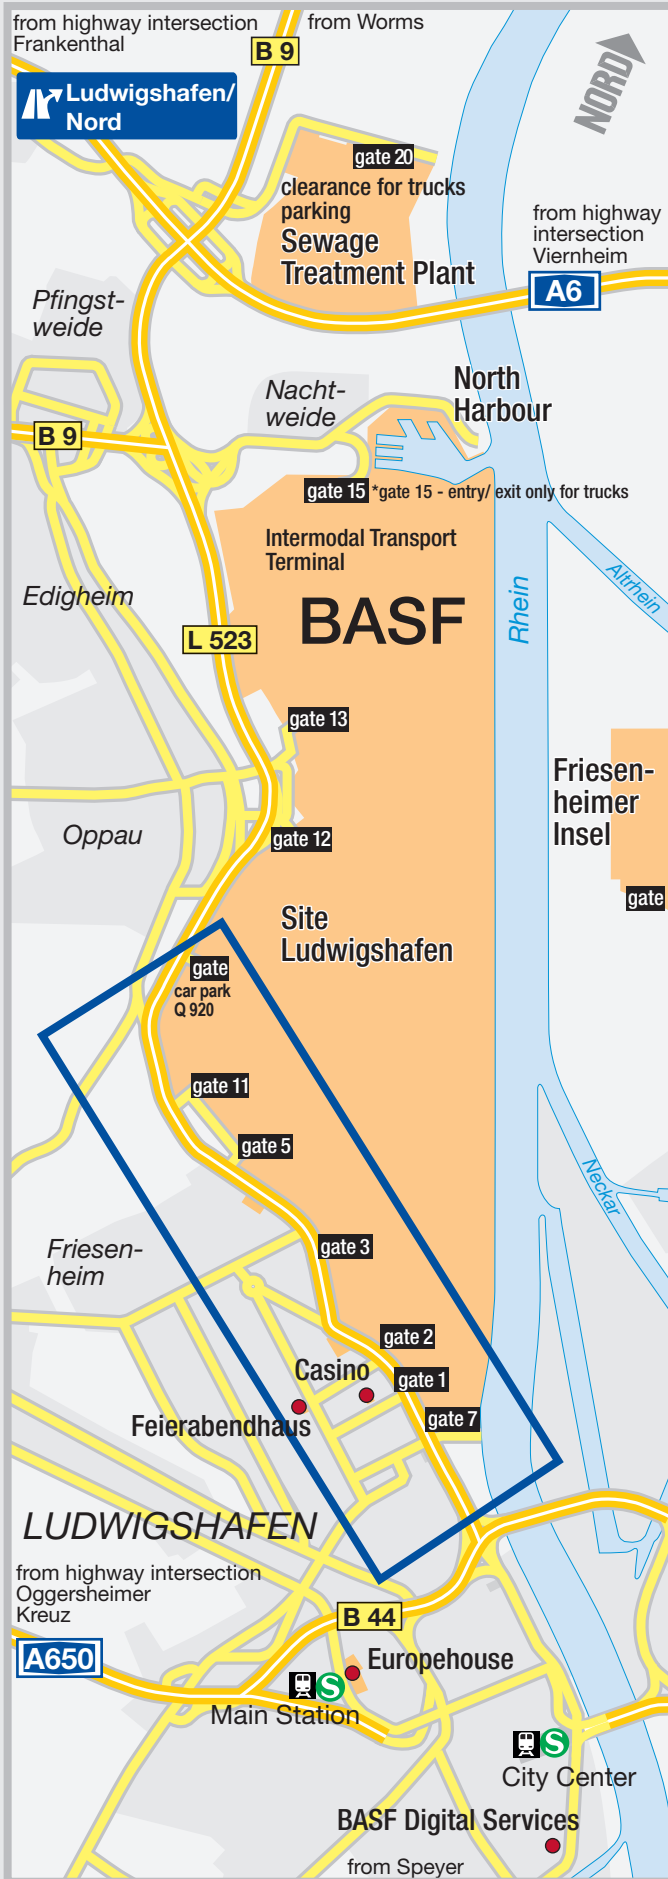 from highway intersection
Frankenthal
from Worms
B 9
Ludwigshafen/
Nord
NORD
gate 20
clearance for trucks
parking
Sewage
Treatment Plant
from highway
intersection
Viernheim
A6
Pfingst-
weide
Nacht-
weide
North
Harbour
B 9
gate 15
*gate 15 - entry/ exit only for trucks
Intermodal Transport
Terminal
Edigheim
BASF
Rhein
Altrhein
L 523
gate 13
Friesen-
heimer
Insel
Oppau
gate 12
gate
Site
Ludwigshafen
gate
car park
Q 920
gate 11
gate 5
Neckar
Friesen-
heim
gate 3
gate 2
Casino
gate 1
Feierabendhaus
gate 7
LUDWIGSHAFEN
from highway intersection
Oggersheimer
Kreuz
B 44
A650
Europehouse
S
Main Station
S
City Center
BASF Digital Services
from Speyer